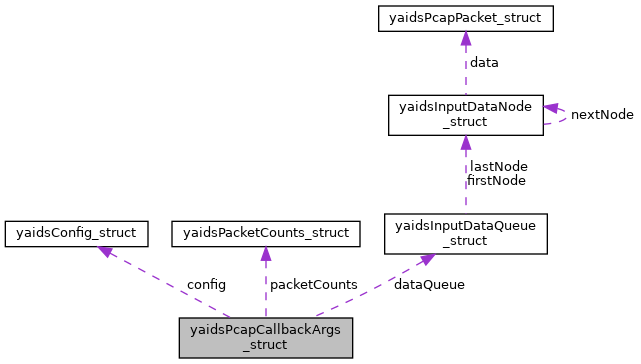 yaidsPcapPacket_struct
data
yaidsInputDataNode
_struct
nextNode
lastNode
firstNode
yaidsConfig_struct
yaidsPacketCounts_struct
yaidsInputDataQueue
_struct
config
packetCounts
dataQueue
yaidsPcapCallbackArgs
_struct